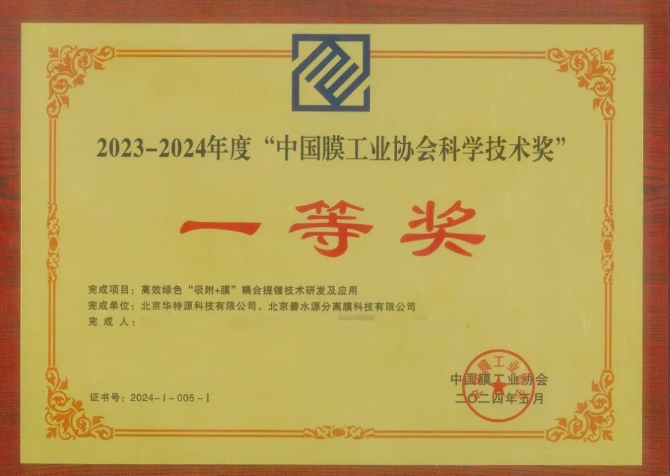 2023-2024年度“中国膜工业协会科学技术奖”
一等奖
完成项目：高效绿色“吸附+膜”耦合提锂技术研发及应用
完成单位：北京华特源科技有限公司、北京碧水源分离膜科技有限公司
完成人：
中国膜工业协会
二〇二四年五月
证书号：2024-I-005-I